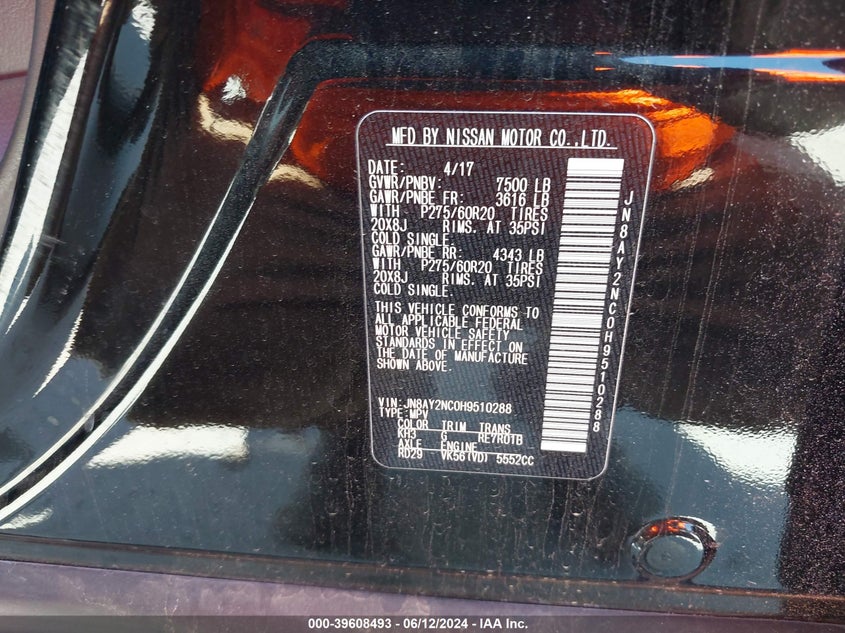 MFD BY NISSAN MOTOR CO.,LTD.
DATE: 4/17
GVWR/PNBV: 7500 LB
GAWR/PNBE FR: 3616 LB
WITH P275/60R20 TIRES
20X8J RIMS. AT 35PSI
COLD SINGLE.
GAWR/PNBE RR: 4343 LB
WITH P275/60R20 TIRES
20X8J RIMS. AT 35PSI
COLD SINGLE.
THIS VEHICLE CONFORMS TO
ALL APPLICABLE FEDERAL
MOTOR VEHICLE SAFETY
STANDARDS IN EFFECT ON
THE DATE OF MANUFACTURE
SHOWN ABOVE.
VIN: JN8AY2NC0H9510288
TYPE: MPV
COLOR TRIM TRANS
KH3 G RE7R01B
AXLE ENGINE
RD29 VK56(VD) 5552CC
JN8AY2NC0H9510288
000-39608493 - 06/12/2024 - IAA Inc.